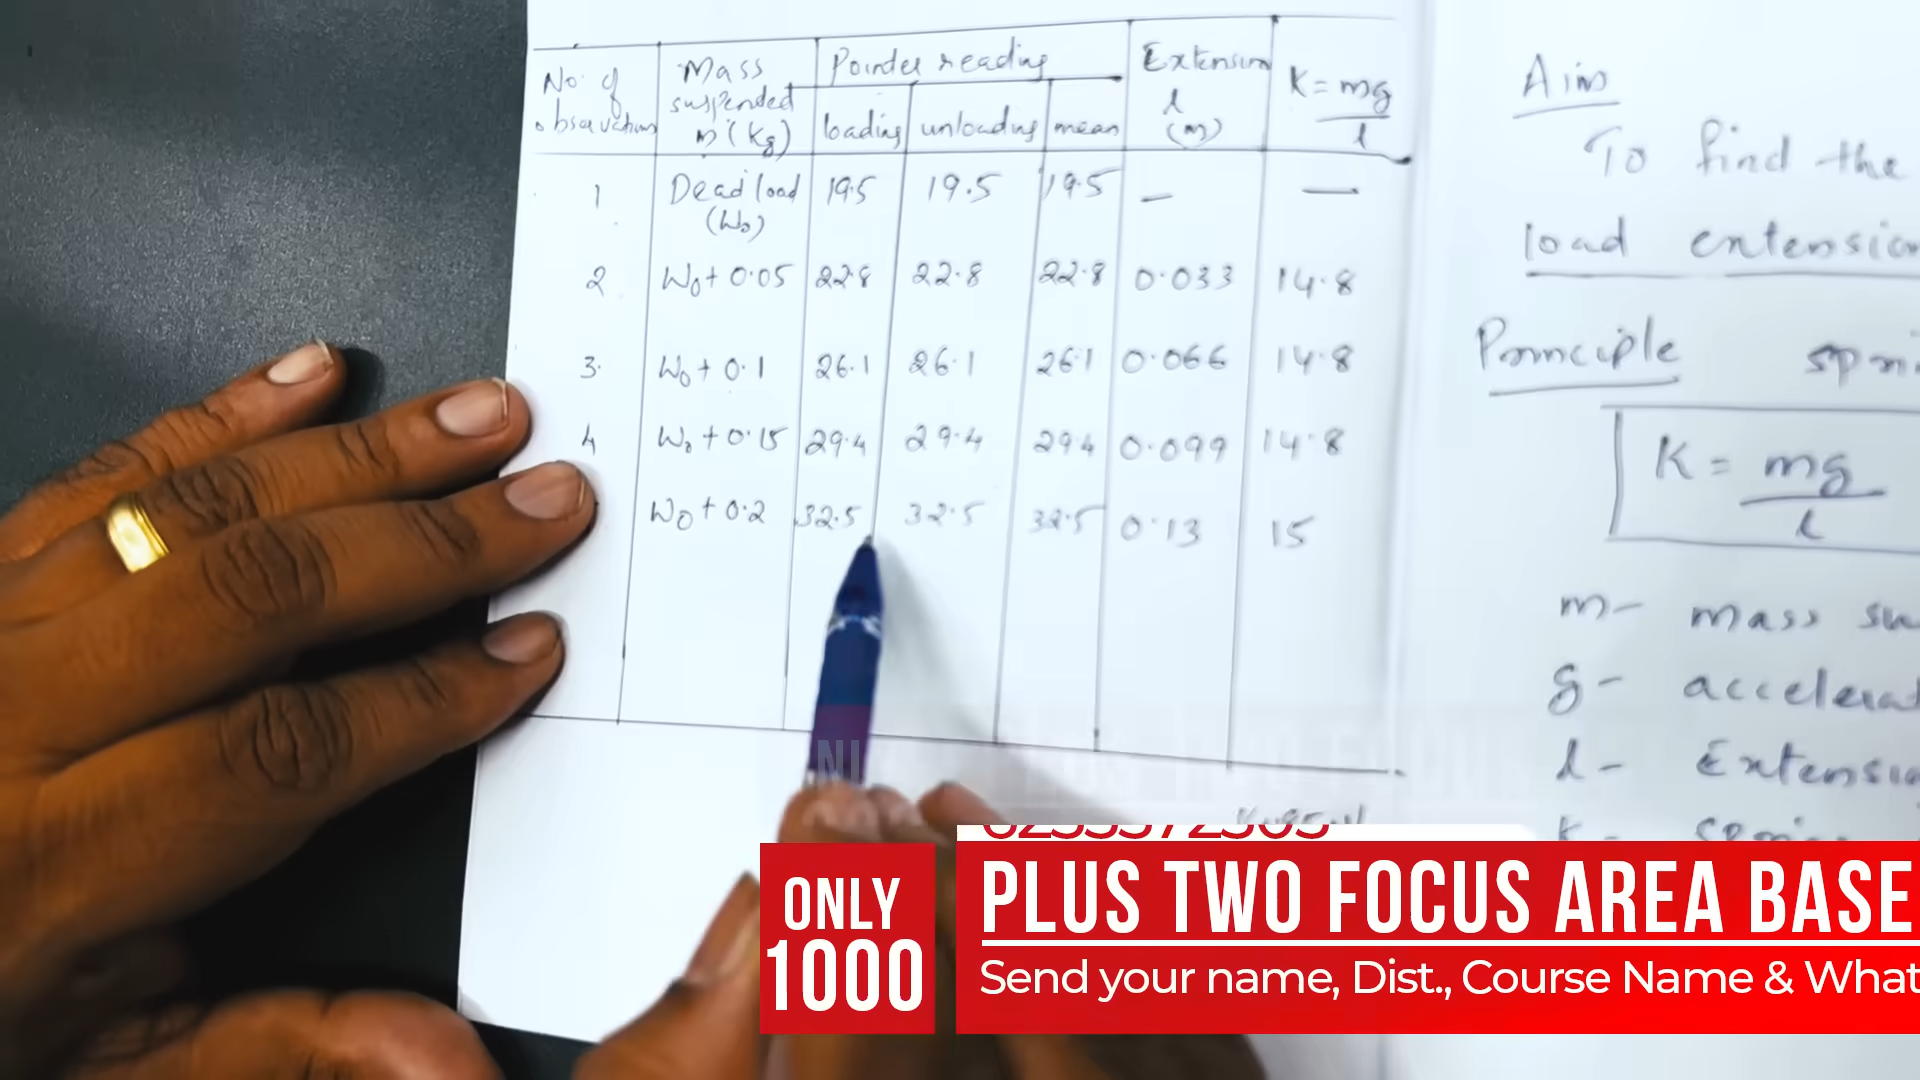 No. of observations | Mass suspended m (kg) | Pointer reading | Extension l (m) | K = mg/l
loading | unloading | mean
1 | Dead load (W0) | 19.5 | 19.5 | 19.5 | — | —
2 | W0 + 0.05 | 22.8 | 22.8 | 22.8 | 0.033 | 14.8
3. | W0 + 0.1 | 26.1 | 26.1 | 26.1 | 0.066 | 14.8
4 | W0 + 0.15 | 29.4 | 29.4 | 29.4 | 0.099 | 14.8
W0 + 0.2 | 32.5 | 32.5 | 32.5 | 0.13 | 15
Aim
To find the
load extension
Principle
K = mg/l
m – mass
g –
l –
ONLY
1000
PLUS TWO FOCUS AREA BASE
Send your name, Dist., Course Name & What